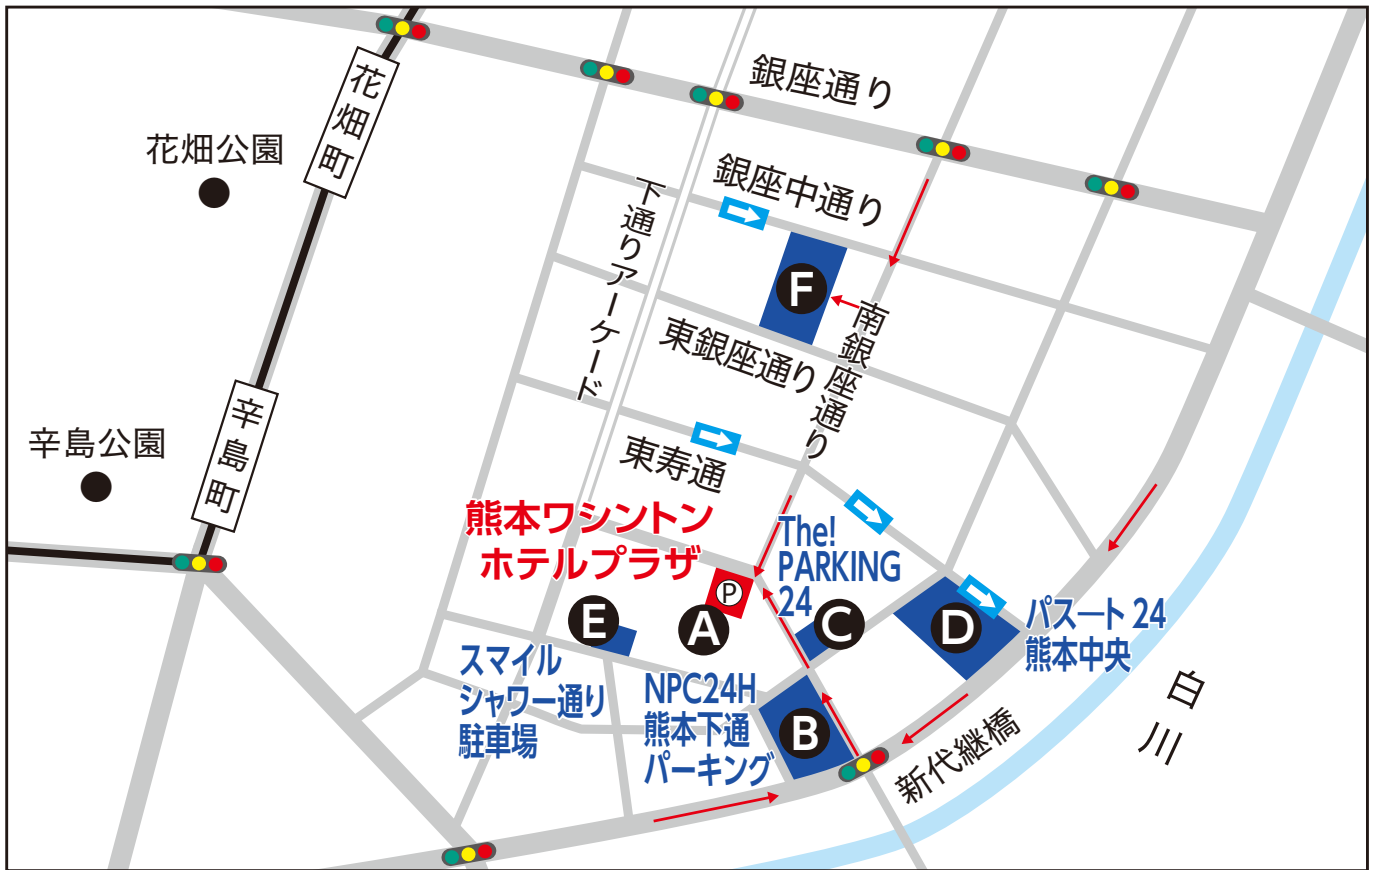 銀座通り
花畑町
花畑公園
銀座中通り
下通りアーケード
F
南銀座通り
東銀座通り
辛島町
辛島公園
東寿通
熊本ワシントン
ホテルプラザ
The!
PARKING
24
P
A
C
D
E
パスート 24
熊本中央
スマイル
シャワー通り
駐車場
NPC24H
熊本下通
パーキング
B
新代継橋
白川